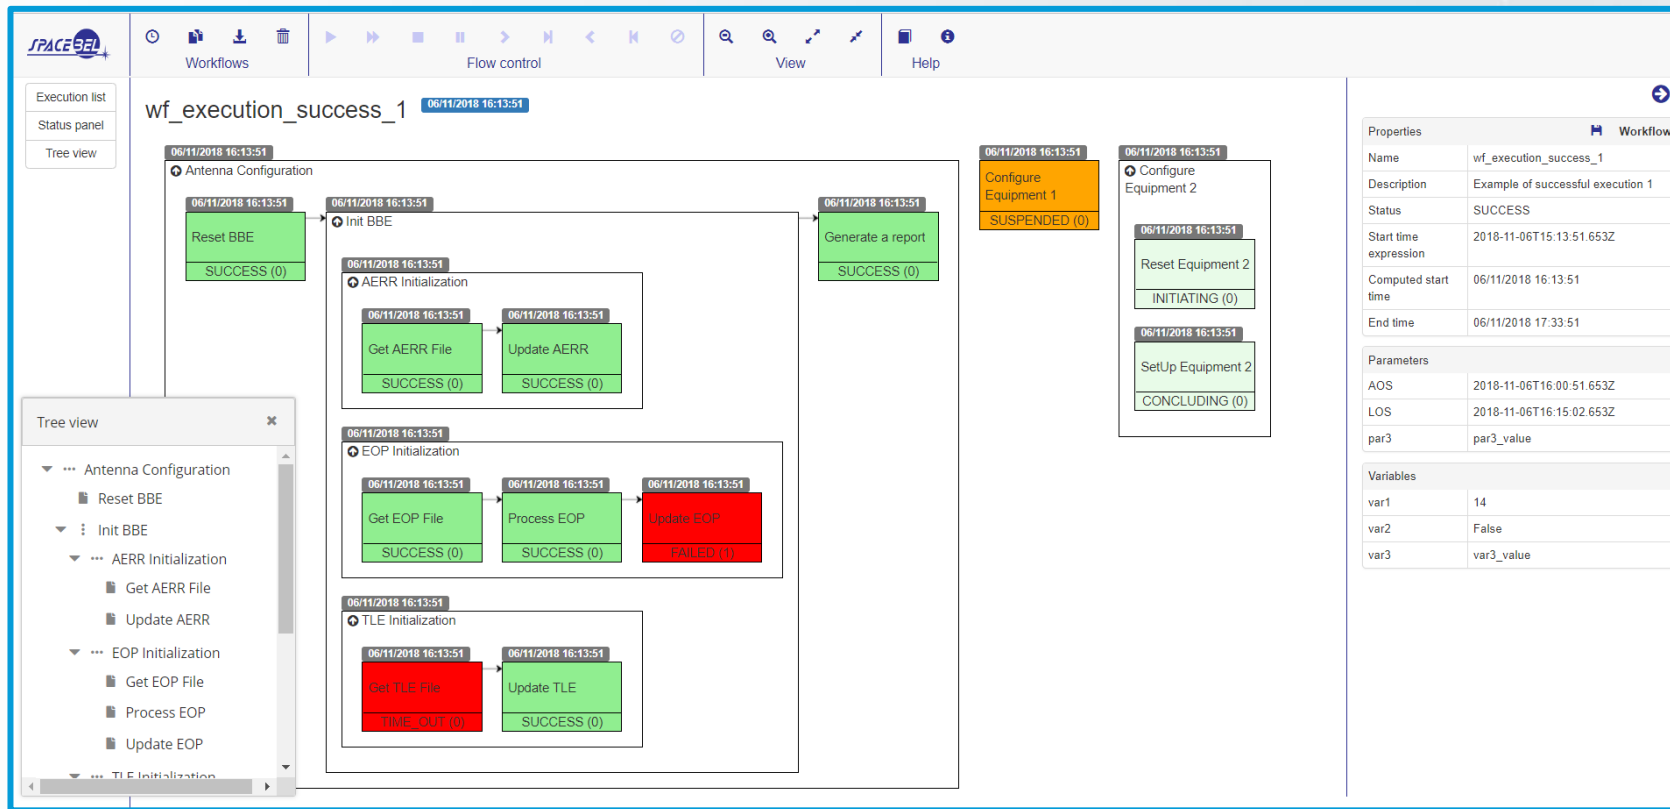 SPACEBEL
Workflows
Flow control
View
Help
Execution list
Status panel
Tree view
wf_execution_success_1
06/11/2018 16:13:51
06/11/2018 16:13:51
Antenna Configuration
06/11/2018 16:13:51
Reset BBE
SUCCESS (0)
06/11/2018 16:13:51
Init BBE
06/11/2018 16:13:51
AERR Initialization
06/11/2018 16:13:51
Get AERR File
SUCCESS (0)
06/11/2018 16:13:51
Update AERR
SUCCESS (0)
06/11/2018 16:13:51
EOP Initialization
06/11/2018 16:13:51
Get EOP File
SUCCESS (0)
06/11/2018 16:13:51
Process EOP
SUCCESS (0)
06/11/2018 16:13:51
Update EOP
FAILED (1)
06/11/2018 16:13:51
TLE Initialization
06/11/2018 16:13:51
Get TLE File
TIME_OUT (0)
06/11/2018 16:13:51
Update TLE
SUCCESS (0)
06/11/2018 16:13:51
Generate a report
SUCCESS (0)
06/11/2018 16:13:51
Configure
Equipment 1
SUSPENDED (0)
06/11/2018 16:13:51
Configure
Equipment 2
06/11/2018 16:13:51
Reset Equipment 2
INITIATING (0)
06/11/2018 16:13:51
SetUp Equipment 2
CONCLUDING (0)
Tree view
Antenna Configuration
Reset BBE
Init BBE
AERR Initialization
Get AERR File
Update AERR
EOP Initialization
Get EOP File
Process EOP
Update EOP
TLE Initialization
Properties Workflow
Name wf_execution_success_1
Description Example of successful execution 1
Status SUCCESS
Start time 2018-11-06T15:13:51.653Z
expression
Computed start 06/11/2018 16:13:51
time
End time 06/11/2018 17:33:51
Parameters
AOS 2018-11-06T16:00:51.653Z
LOS 2018-11-06T16:15:02.653Z
par3 par3_value
Variables
var1 14
var2 False
var3 var3_value